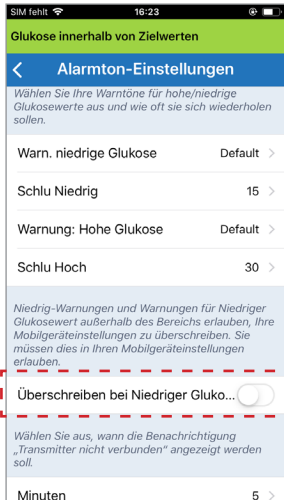 SIM fehlt 16:23
Glukose innerhalb von Zielwerten
Alarmton-Einstellungen
Wählen Sie Ihre Warntöne für hohe/niedrige
Glukosewerte aus und wie oft sie sich wiederholen
sollen.
Warn. niedrige Glukose Default
Schlu Niedrig 15
Warnung: Hohe Glukose Default
Schlu Hoch 30
Niedrig-Warnungen und Warnungen für Niedriger
Glukosewert außerhalb des Bereichs erlauben, Ihre
Mobilgeräteinstellungen zu überschreiben. Sie
müssen dies in Ihren Mobilgeräteinstellungen
erlauben.
Überschreiben bei Niedriger Gluko...
Wählen Sie aus, wann die Benachrichtigung
„Transmitter nicht verbunden" angezeigt werden
soll.
Minuten 5